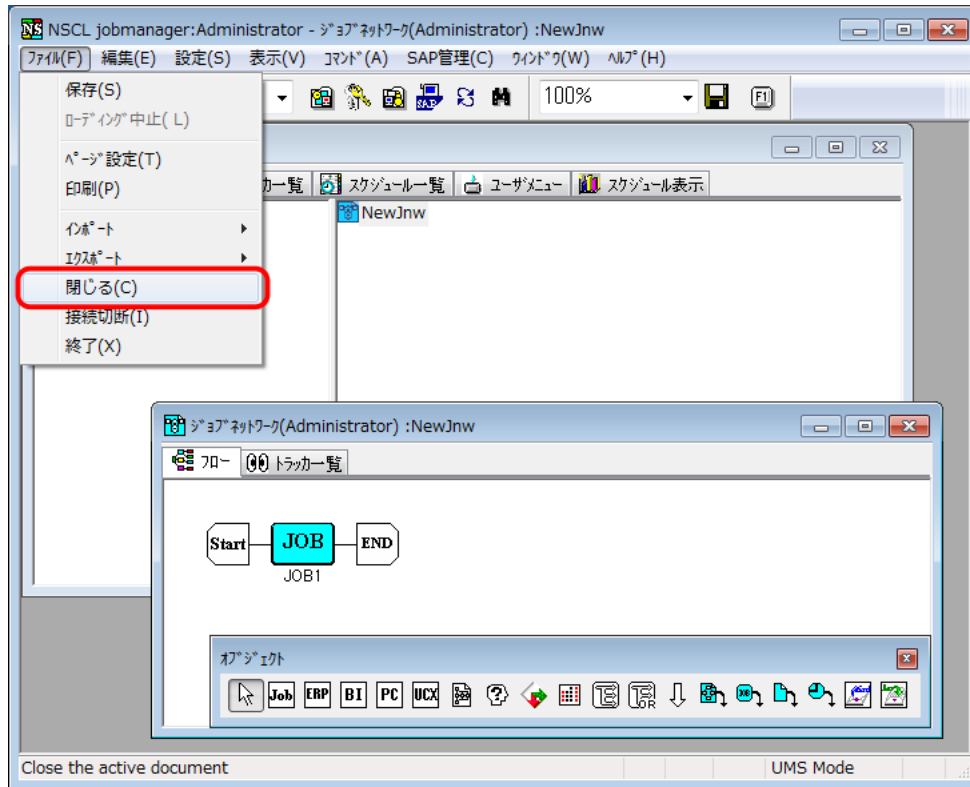 NS NSCL jobmanager:Administrator - ｼﾞｮﾌﾞﾈｯﾄﾜｰｸ(Administrator) :NewJnw
ﾌｧｲﾙ(F) 編集(E) 設定(S) 表示(V) ｺﾏﾝﾄﾞ(A) SAP管理(C) ｳｨﾝﾄﾞｳ(W) ﾍﾙﾌﾟ(H)
保存(S)
SAP
100%
F1
ﾛｰﾃﾞｨﾝｸﾞ中止( L)
ﾍﾟｰｼﾞ設定(T)
印刷(P)
カ一覧 スケジュール一覧 ユーザメニュー スケジュール表示
NewJnw
ｲﾝﾎﾟｰﾄ
ｴｸｽﾎﾟｰﾄ
閉じる(C)
接続切断(I)
終了(X)
ｼﾞｮﾌﾞﾈｯﾄﾜｰｸ(Administrator) :NewJnw
フロー トラッカ一覧
Start JOB END
JOB1
ｵﾌﾞｼﾞｪｸﾄ
Job ERP BI PC UCX
OR
Close the active document UMS Mode